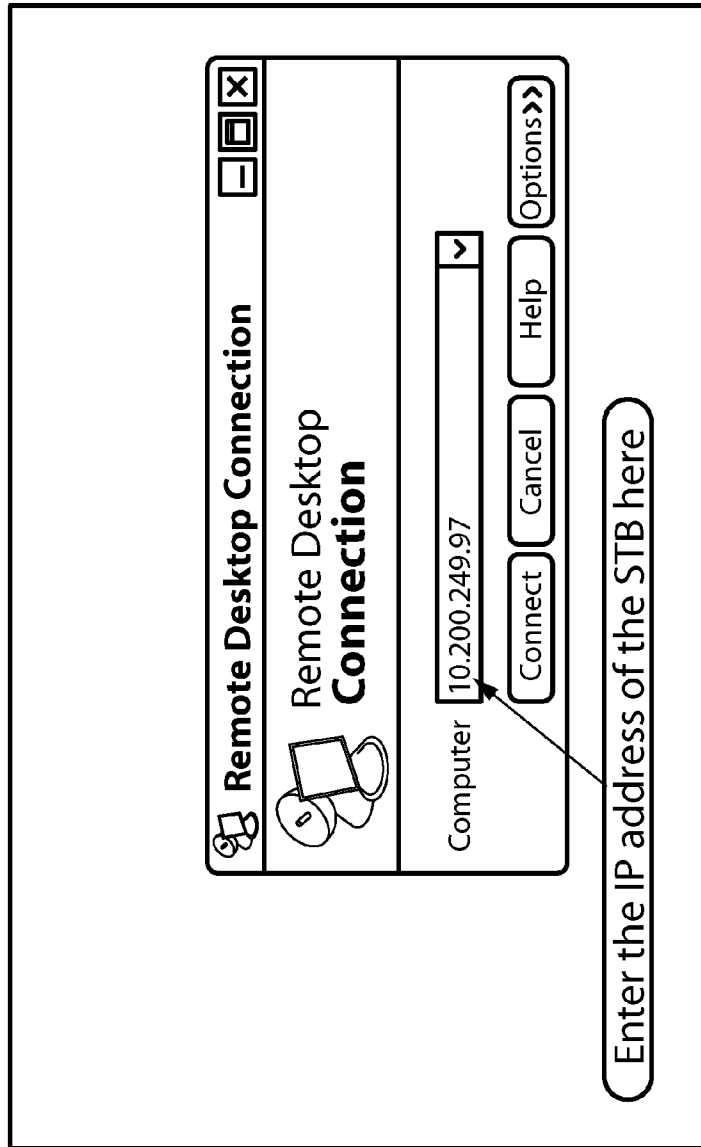 Remote Desktop Connection
Remote Desktop
Connection
Computer 10.200.249.97
Connect Cancel Help Options>>
Enter the IP address of the STB here